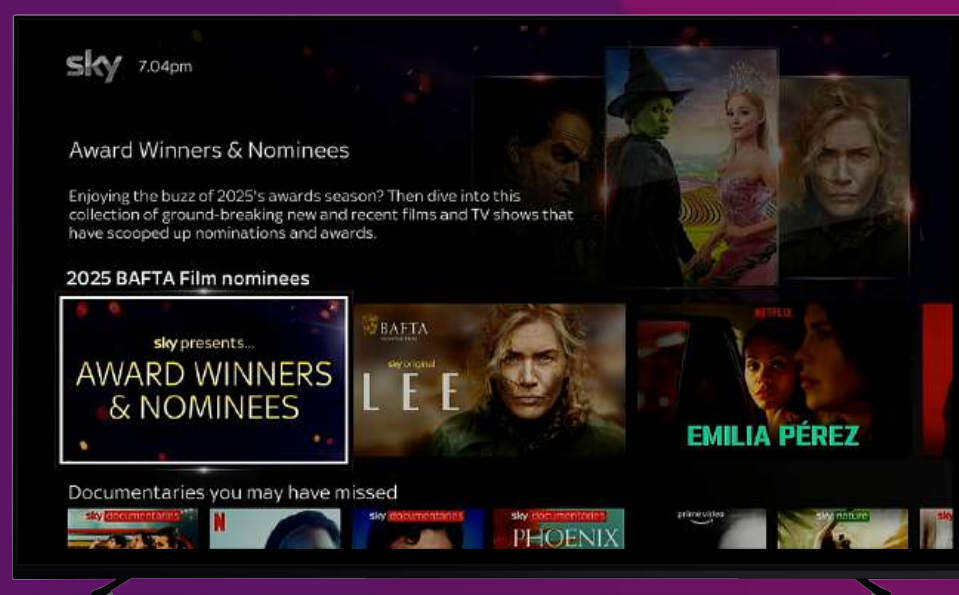 sky 7.04pm
Award Winners & Nominees
Enjoying the buzz of 2025's awards season? Then dive into this
collection of ground-breaking new and recent films and TV shows that
have scooped up nominations and awards.
2025 BAFTA Film nominees
sky presents...
AWARD WINNERS
& NOMINEES
BAFTA
sky original
LEE
NETFLIX
EMILIA PÉREZ
Documentaries you may have missed
sky documentaries
N
sky documentaries
sky documentaries
PHOENIX
prime video
sky nature
sky